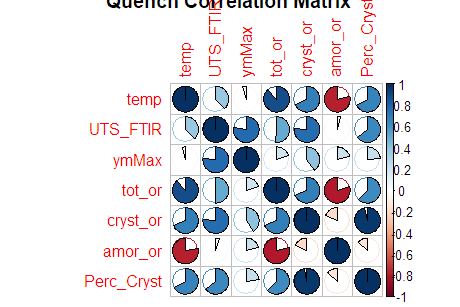 Quench Correlation Matrix
temp
UTS_FTIR
ymMax
tot_or
cryst_or
amor_or
Perc_Cryst
temp
UTS_FTIR
ymMax
tot_or
cryst_or
amor_or
Perc_Cryst
1
0.8
0.6
0.4
0.2
0
-0.2
-0.4
-0.6
-0.8
-1